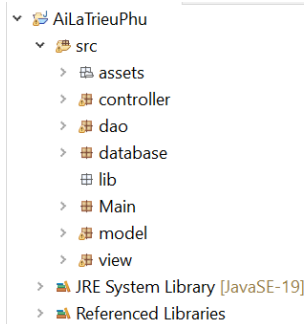 AiLaTrieuPhu
src
assets
controller
dao
database
lib
Main
model
view
JRE System Library [JavaSE-19]
Referenced Libraries